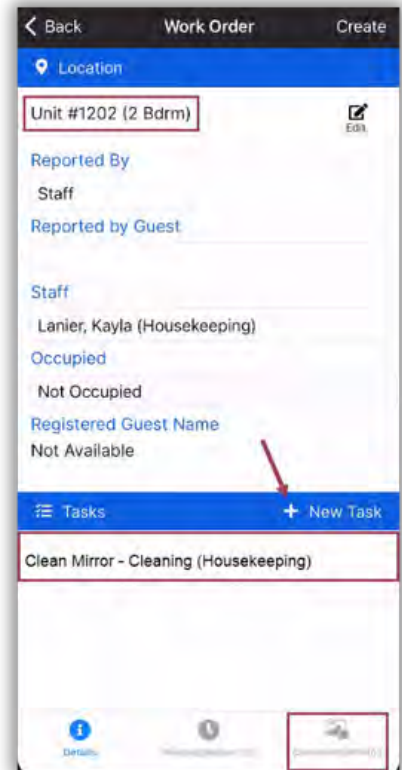 Back Work Order Create
Location
Unit #1202 (2 Bdrm)
Edit
Reported By
Staff
Reported by Guest
Staff
Lanier, Kayla (Housekeeping)
Occupied
Not Occupied
Registered Guest Name
Not Available
Tasks + New Task
Clean Mirror - Cleaning (Housekeeping)
Details